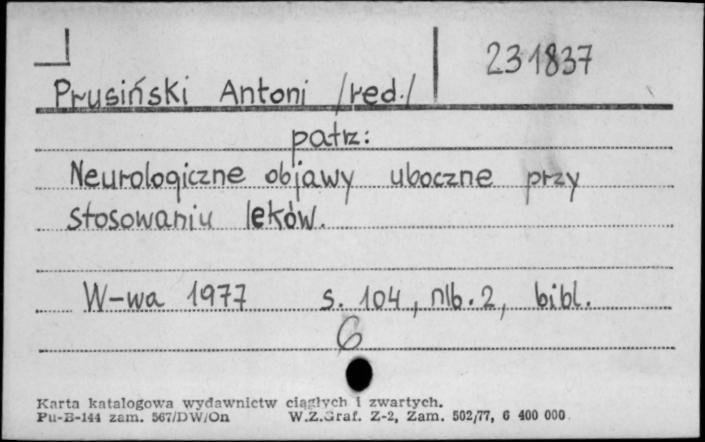 231837
Prusiński Antoni /red./
patrz:
Neurologiczne objawy uboczne przy
stosowaniu leków.
W-wa 1977 s. 104, nlb. 2, bibl.
6
Karta katalogowa wydawnictw ciągłych i zwartych.
Pu-B-144 zam. 567/DW/On W.Z.Graf. Z-2, Zam. 502/77, 6 400 000